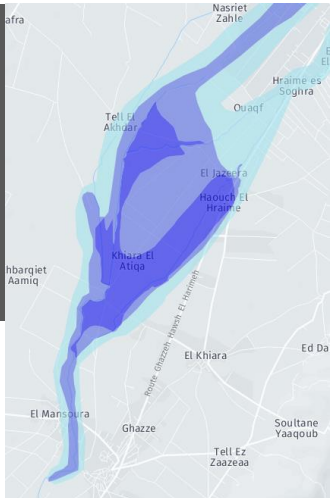 Nasriet
Zahle
afra
Hraime es
Soghra
Ouaqf
Tell El
Akhdar
El Jazeera
Haouch El
Hraime
Khiara El
Atiqa
hbarqiet
Aamiq
Route Ghazzeh Hawsh El Harimeh
El Khiara
Ed Da
El Mansoura
Ghazze
Soultane
Yaaqoub
Tell Ez
Zaazeaa